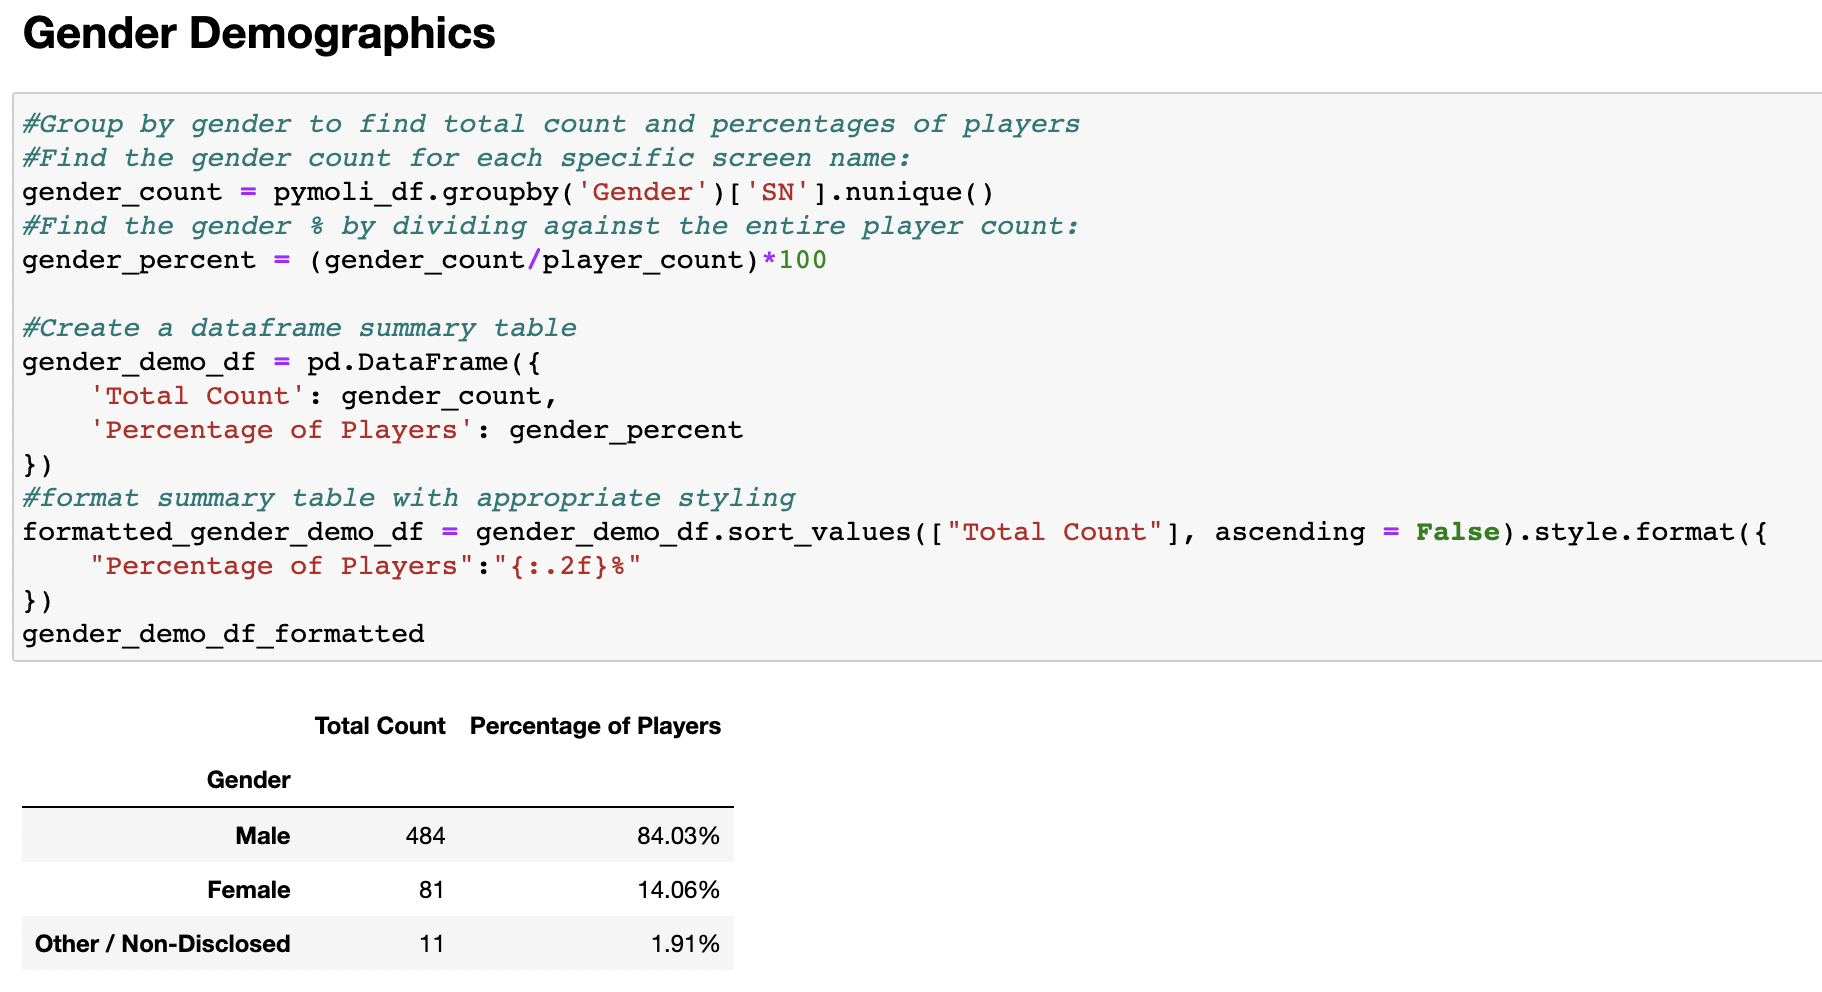 Gender Demographics
#Group by gender to find total count and percentages of players
#Find the gender count for each specific screen name:
gender_count = pymoli_df.groupby('Gender')['SN'].nunique()
#Find the gender % by dividing against the entire player count:
gender_percent = (gender_count/player_count)*100
#Create a dataframe summary table
gender_demo_df = pd.DataFrame({
    'Total Count': gender_count,
    'Percentage of Players': gender_percent
})
#format summary table with appropriate styling
formatted_gender_demo_df = gender_demo_df.sort_values(["Total Count"], ascending = False).style.format({
    "Percentage of Players":"{:.2f}%"
})
gender_demo_df_formatted
Total Count Percentage of Players
Gender
Male 484 84.03%
Female 81 14.06%
Other / Non-Disclosed 11 1.91%